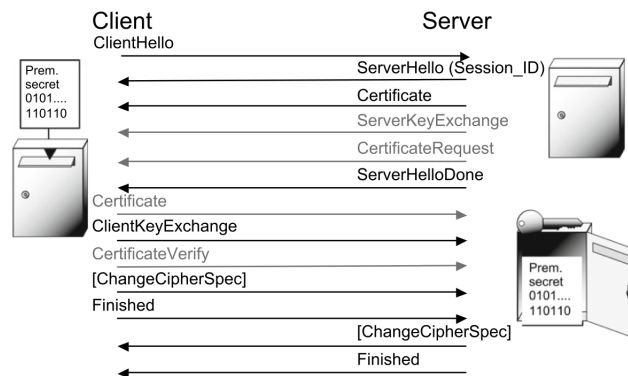 Client
Server
ClientHello
ServerHello (Session_ID)
Prem.
secret
0101....
110110
Certificate
ServerKeyExchange
CertificateRequest
ServerHelloDone
Certificate
ClientKeyExchange
CertificateVerify
[ChangeCipherSpec]
Finished
Prem.
secret
0101....
110110
[ChangeCipherSpec]
Finished